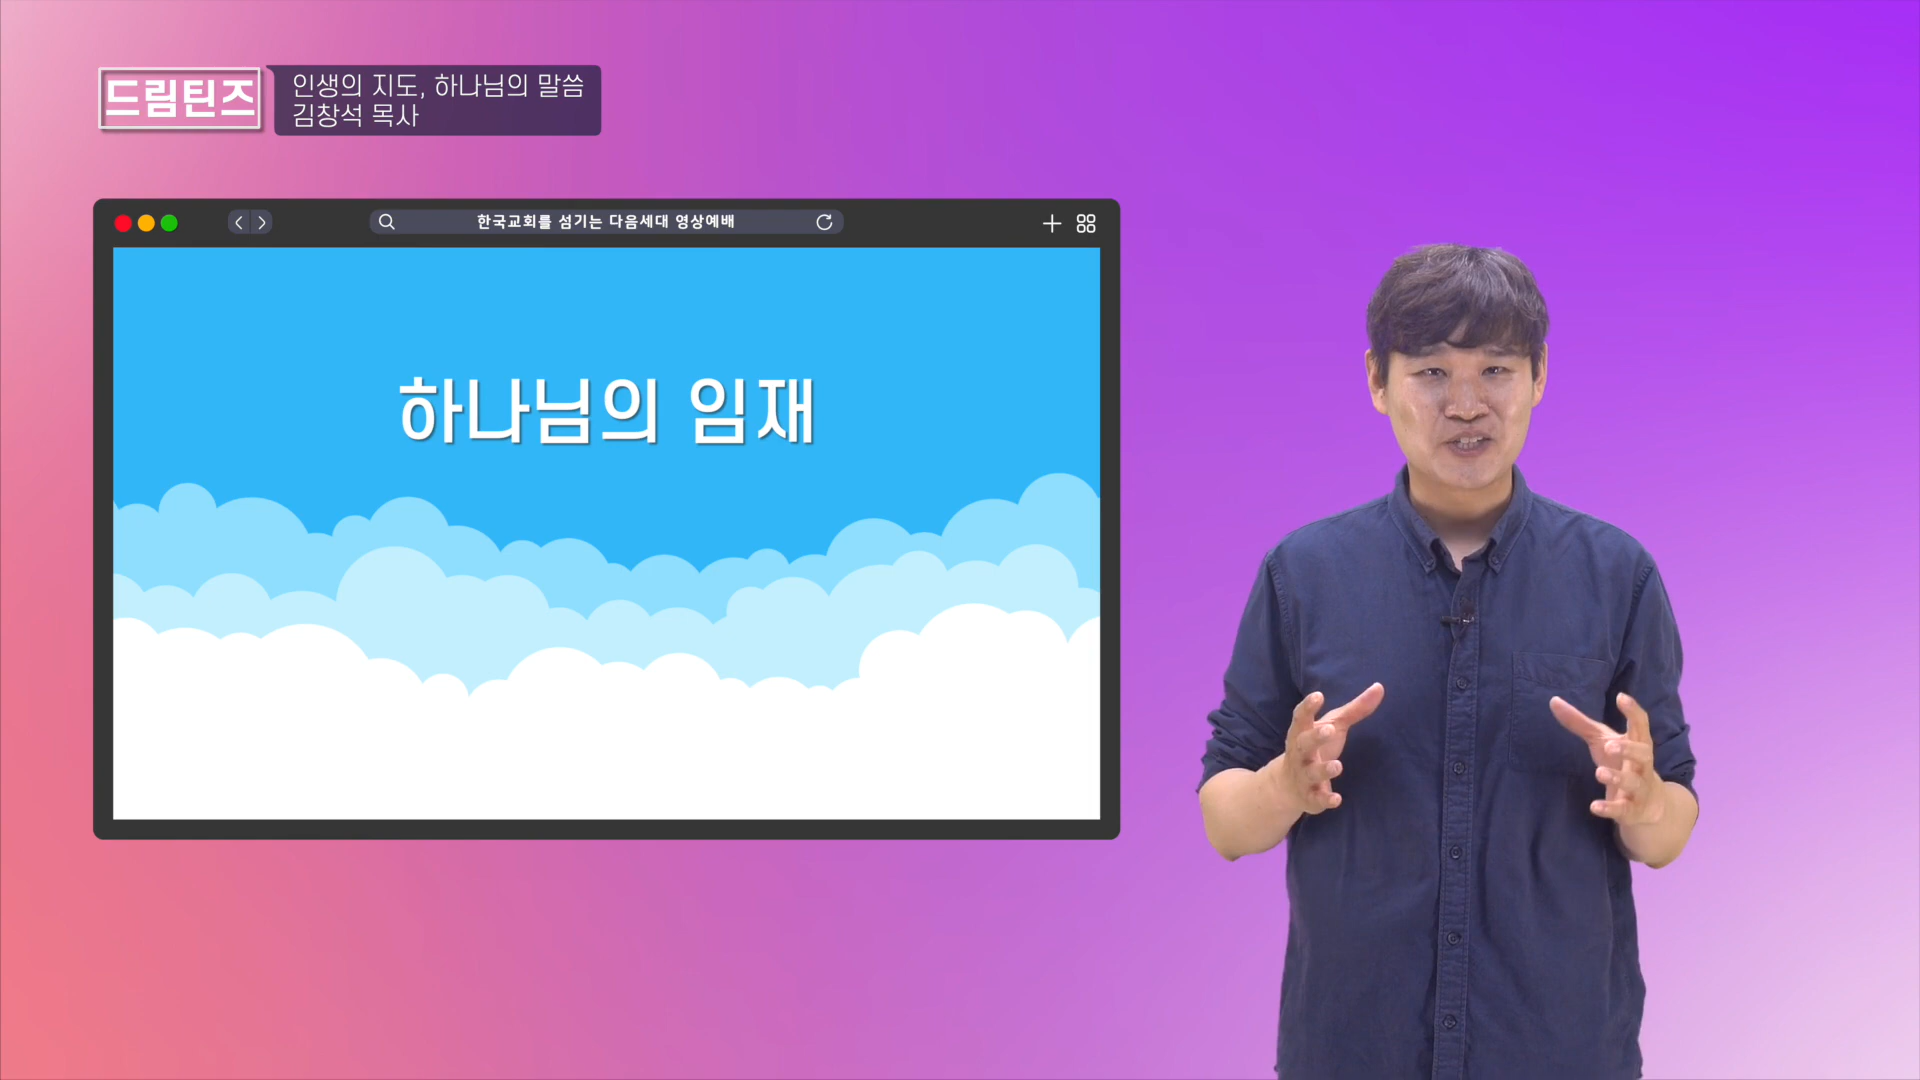 드림틴즈
인생의 지도, 하나님의 말씀
김창석 목사
한국교회를 섬기는 다음세대 영상예배
하나님의 임재